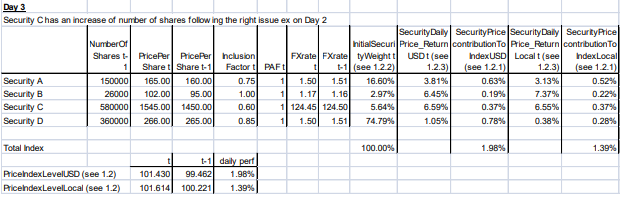 Day 3
Security C has an increase of number of shares following the right issue ex on Day 2
NumberOf Shares t-1 PricePer Share t PricePer Share t-1 Inclusion Factor t PAF t FXrate t FXrate t-1 InitialSecurityWeight t (see 1.2.2) SecurityDaily Price_Return USD t (see 1.2.3) SecurityPrice contributionTo IndexUSD (see 1.2.1) SecurityDaily Price_Return Local t (see 1.2.3) SecurityPrice contributionTo IndexLocal (see 1.2.1)
Security A 150000 165.00 160.00 0.75 1 1.50 1.51 16.60% 3.81% 0.63% 3.13% 0.52%
Security B 26000 102.00 95.00 1.00 1 1.17 1.16 2.97% 6.45% 0.19% 7.37% 0.22%
Security C 580000 1545.00 1450.00 0.60 1 124.45 124.50 5.64% 6.59% 0.37% 6.55% 0.37%
Security D 360000 266.00 265.00 0.85 1 1.50 1.51 74.79% 1.05% 0.78% 0.38% 0.28%
Total Index 100.00% 1.98% 1.39%
t t-1 daily perf
PriceIndexLevelUSD (see 1.2) 101.430 99.462 1.98%
PriceIndexLevelLocal (see 1.2) 101.614 100.221 1.39%